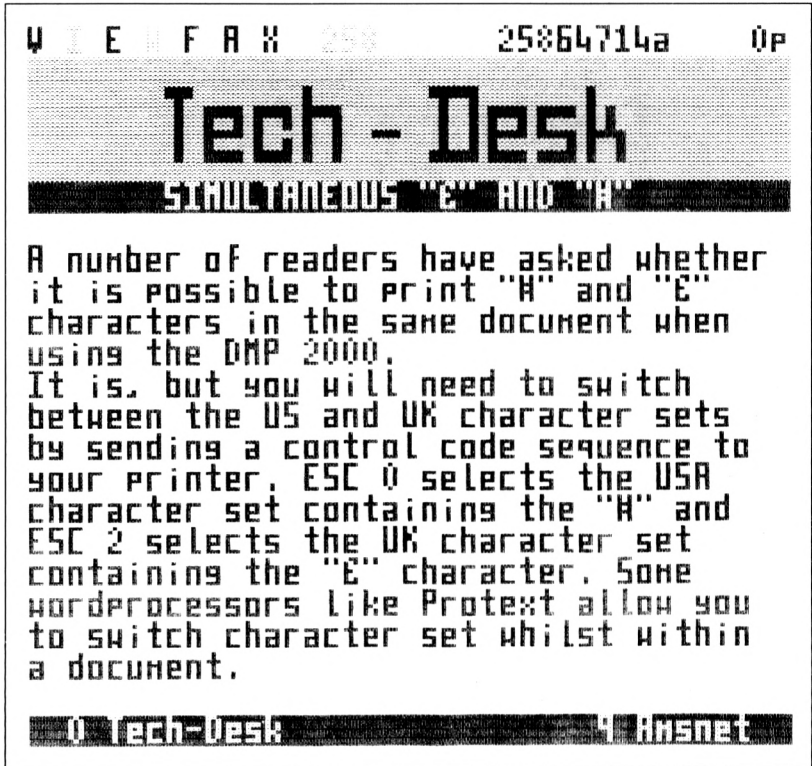 V I E W F A X 258 25864714a 0p
Tech - Desk
SIMULTANEOUS "£" AND "#"
A number of readers have asked whether
it is possible to print "#" and "£"
characters in the same document when
using the DMP 2000.
It is, but you will need to switch
between the US and UK character sets
by sending a control code sequence to
your printer. ESC 0 selects the USA
character set containing the "#" and
ESC 2 selects the UK character set
containing the "£" character. Some
wordprocessors like Protext allow you
to switch character set whilst within
a document.
0 Tech-Desk 9 Amsnet